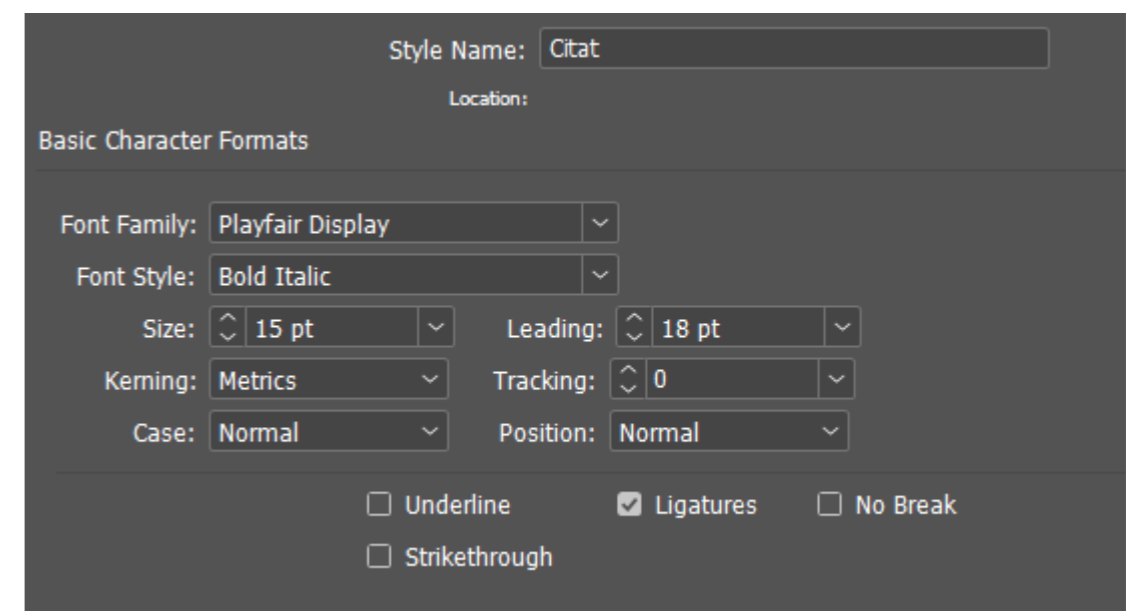 Style Name: Citat
Location:
Basic Character Formats
Font Family: Playfair Display
Font Style: Bold Italic
Size: 15 pt Leading: 18 pt
Kerning: Metrics Tracking: 0
Case: Normal Position: Normal
Underline Ligatures No Break
Strikethrough